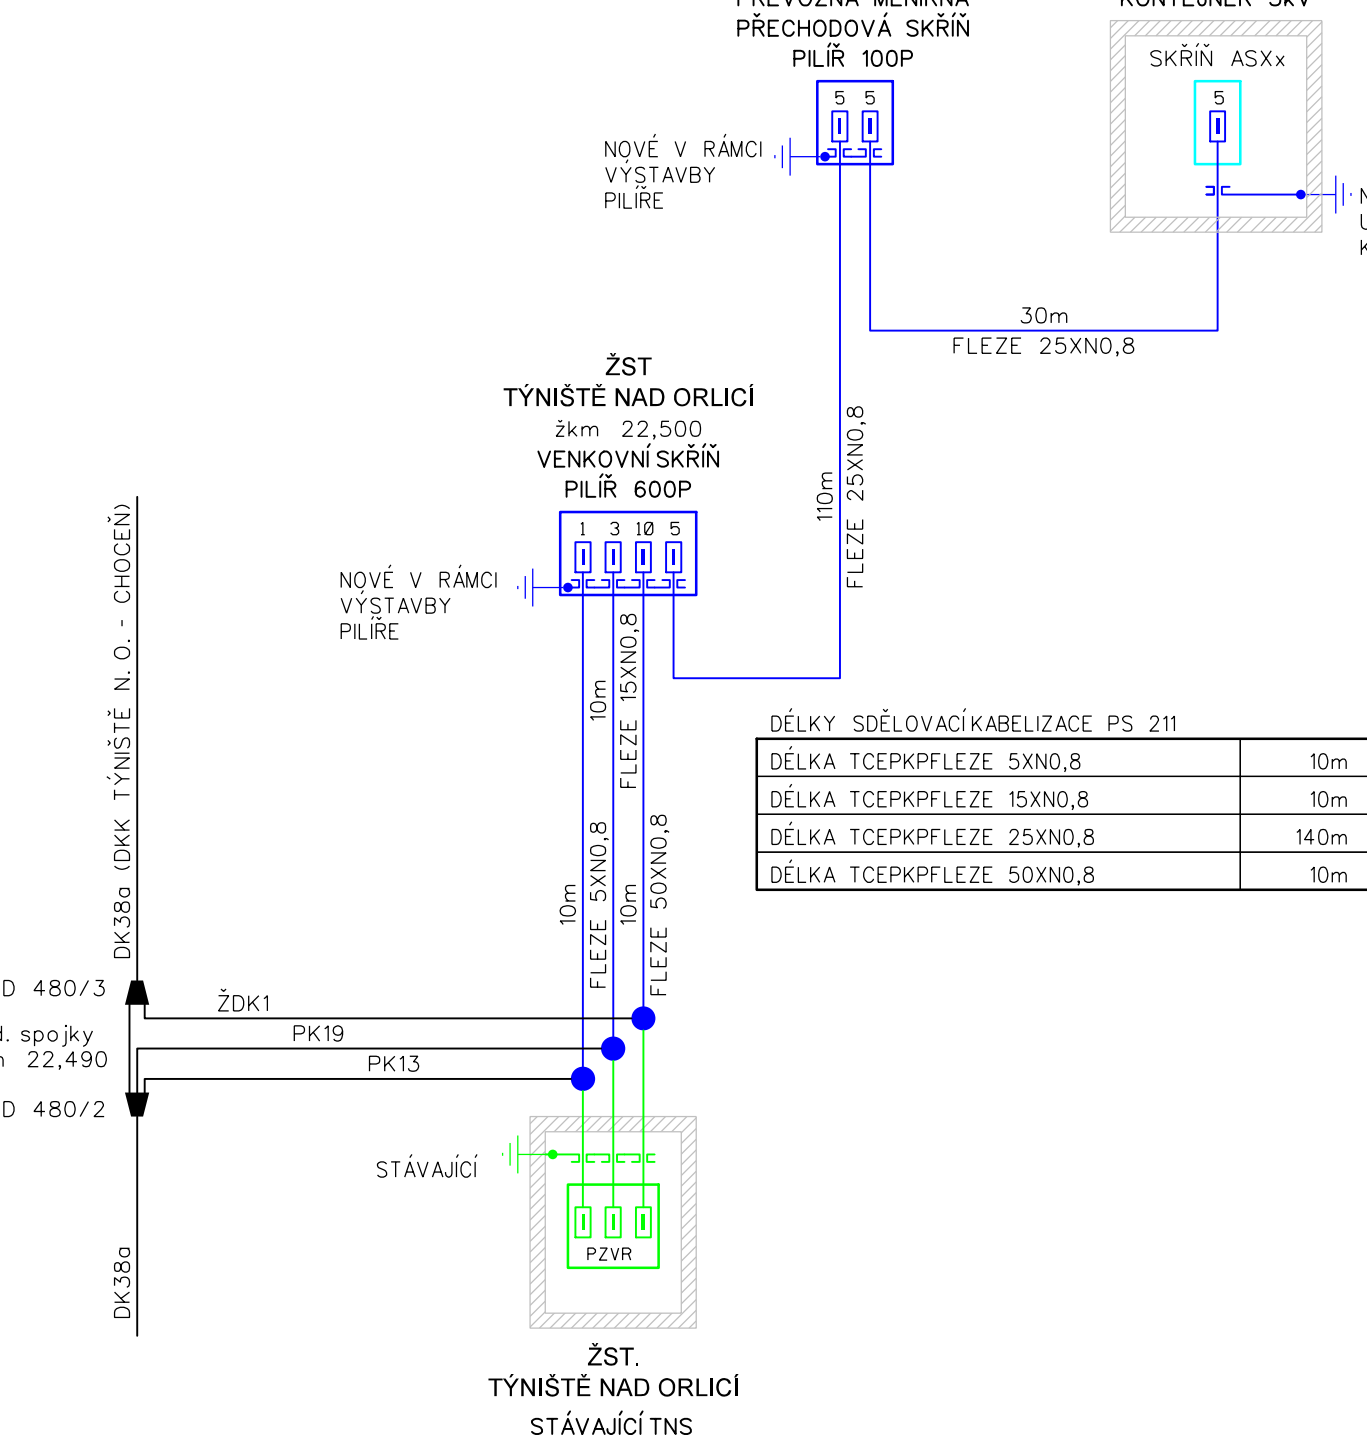 PŘEVOZNÁ MĚNÍRNA
PŘECHODOVÁ SKŘÍŇ
PILÍŘ 100P
5 5
NOVÉ V RÁMCI
VÝSTAVBY
PILÍŘE
KONTEJNER 3kV
SKŘÍŇ ASXx
5
30m
FLEZE 25XN0,8
110m
FLEZE 25XN0,8
ŽST
TÝNIŠTĚ NAD ORLICÍ
žkm 22,500
VENKOVNÍ SKŘÍŇ
PILÍŘ 600P
1 3 10 5
NOVÉ V RÁMCI
VÝSTAVBY
PILÍŘE
10m
FLEZE 15XN0,8
10m
FLEZE 5XN0,8
10m
FLEZE 50XN0,8
DK38a (DKK TÝNIŠTĚ N. O. - CHOCEŇ)
DÉLKY SDĚLOVACÍ KABELIZACE PS 211
DÉLKA TCEPKPFLEZE 5XN0,8 10m
DÉLKA TCEPKPFLEZE 15XN0,8 10m
DÉLKA TCEPKPFLEZE 25XN0,8 140m
DÉLKA TCEPKPFLEZE 50XN0,8 10m
D 480/3
ŽDK1
d. spojky
22,490
PK19
PK13
D 480/2
STÁVAJÍCÍ
PZVR
DK38a
ŽST.
TÝNIŠTĚ NAD ORLICÍ
STÁVAJÍCÍ TNS